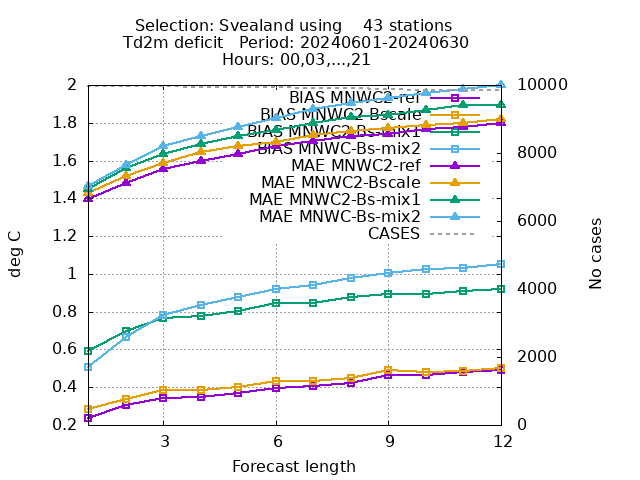 Selection: Svealand using    43 stations
Td2m deficit   Period: 20240601-20240630
Hours: 00,03,...,21
deg C
No cases
2
1.8
1.6
1.4
1.2
1
0.8
0.6
0.4
0.2
10000
8000
6000
4000
2000
0
BIAS MNWC2-ref
BIAS MNWC2-Bscale
BIAS MNWC2-Bs-mix1
BIAS MNWC-Bs-mix2
MAE MNWC2-ref
MAE MNWC2-Bscale
MAE MNWC2-Bs-mix1
MAE MNWC-Bs-mix2
CASES
3 6 9 12
Forecast length